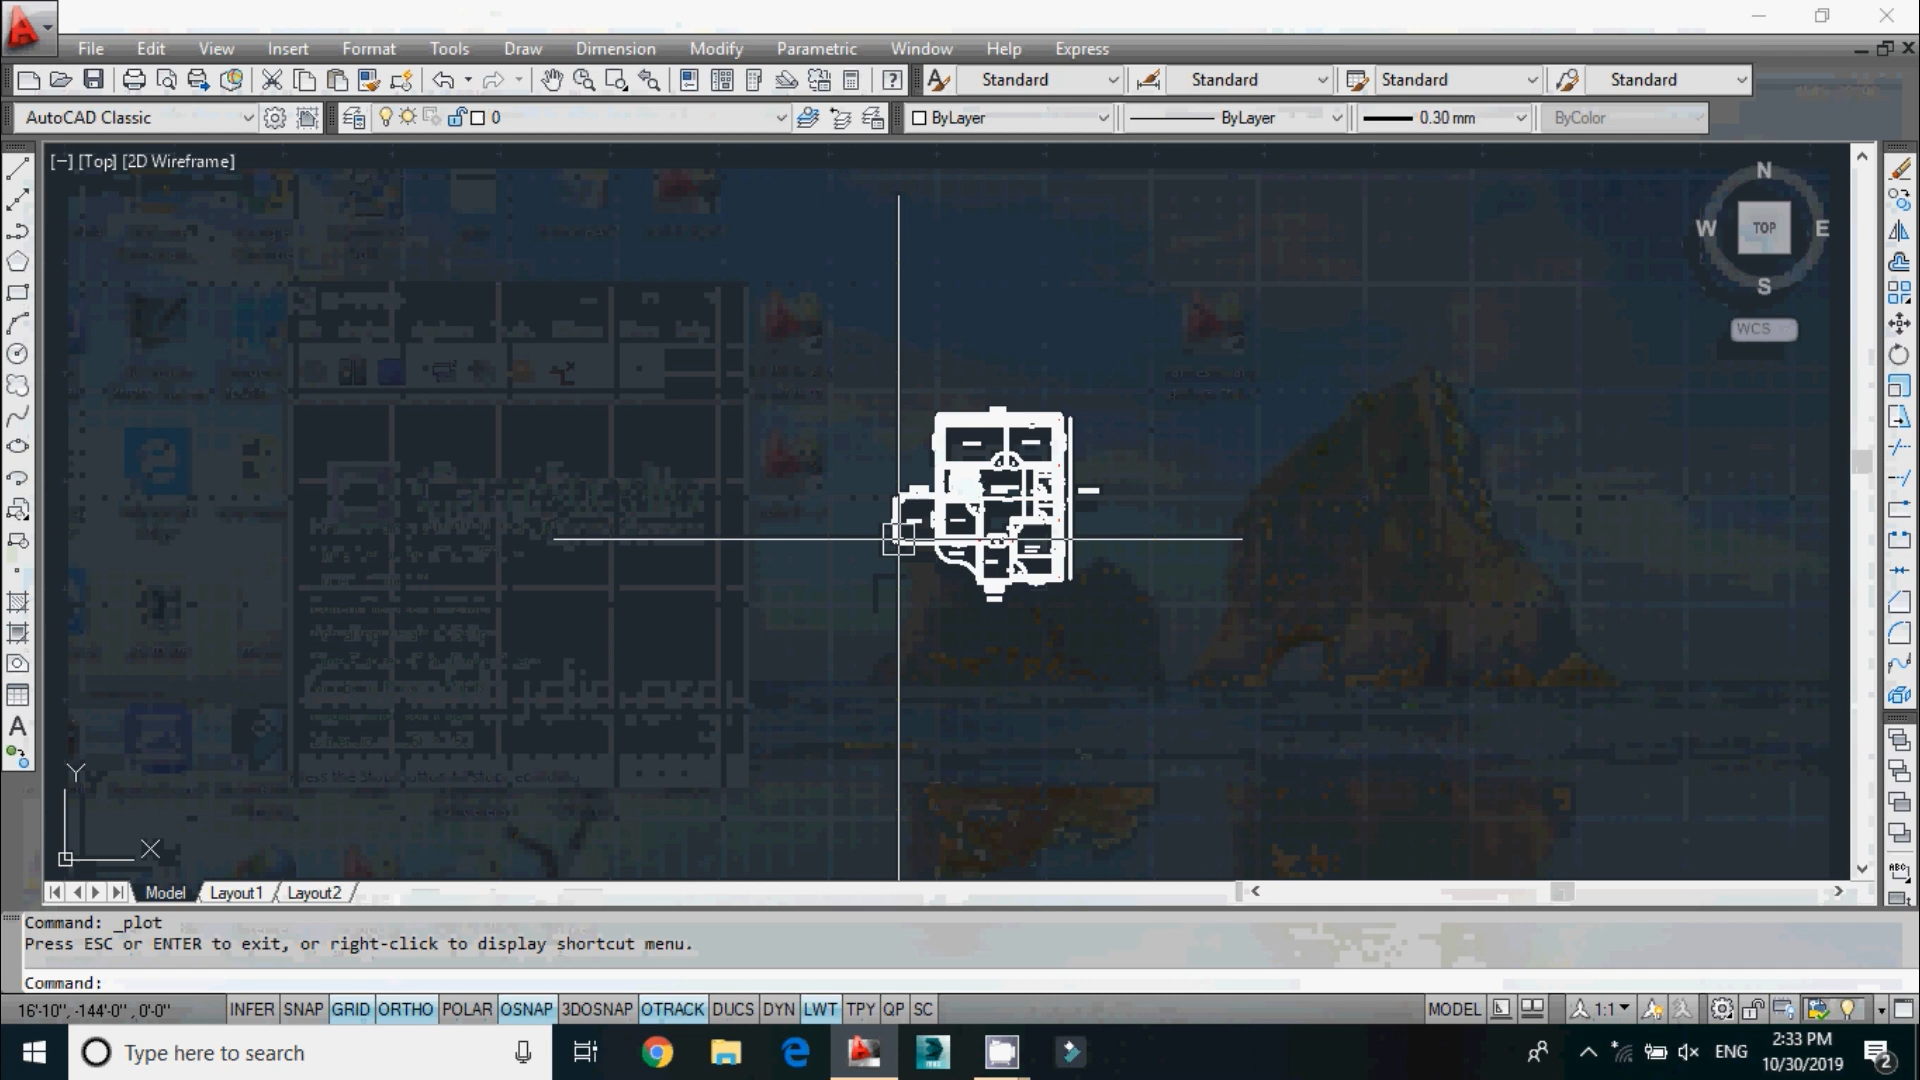 File Edit View Insert Format Tools Draw Dimension Modify Parametric Window Help Express
Standard Standard Standard Standard
AutoCAD Classic 0 ByLayer ByLayer 0.30 mm ByColor
[−] [Top] [2D Wireframe]
N
W TOP E
S
WCS
Y
X
A
ABC
Model Layout1 Layout2
Command: _plot
Press ESC or ENTER to exit, or right-click to display shortcut menu.
Command:
16'-10", -144'-0" , 0'-0" INFER SNAP GRID ORTHO POLAR OSNAP 3DOSNAP OTRACK DUCS DYN LWT TPY QP SC MODEL 1:1
Type here to search ENG 2:33 PM
10/30/2019 2